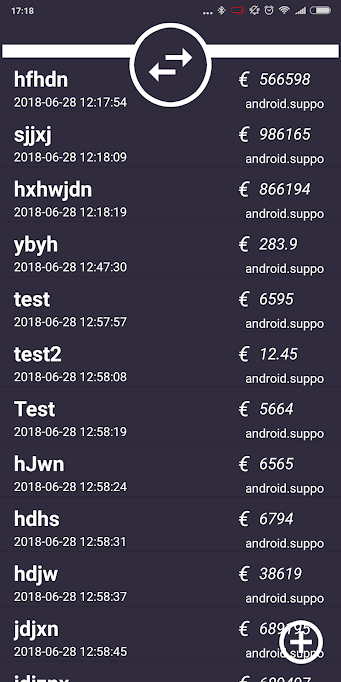 17:18
hfhdn € 566598
2018-06-28 12:17:54 android.suppo
sjjxj € 986165
2018-06-28 12:18:09 android.suppo
hxhwjdn € 866194
2018-06-28 12:18:19 android.suppo
ybyh € 283.9
2018-06-28 12:47:30 android.suppo
test € 6595
2018-06-28 12:57:57 android.suppo
test2 € 12.45
2018-06-28 12:58:08 android.suppo
Test € 5664
2018-06-28 12:58:19 android.suppo
hJwn € 6565
2018-06-28 12:58:24 android.suppo
hdhs € 6794
2018-06-28 12:58:31 android.suppo
hdjw € 38619
2018-06-28 12:58:37 android.suppo
jdjxn €
2018-06-28 12:58:45 android.suppo